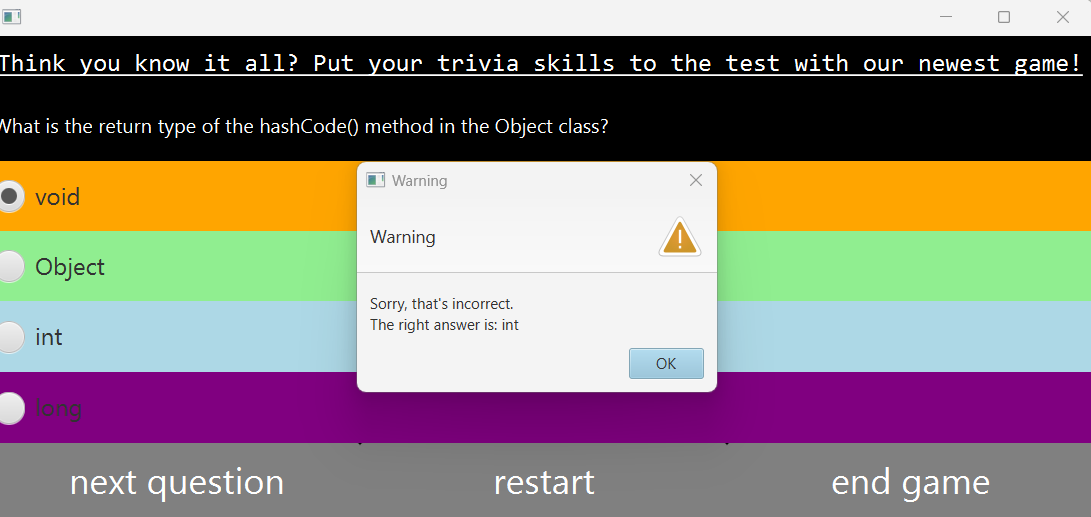 Think you know it all? Put your trivia skills to the test with our newest game!
What is the return type of the hashCode() method in the Object class?
Warning
void
Warning
Object
Sorry, that's incorrect.
The right answer is: int
int
OK
long
next question
restart
end game